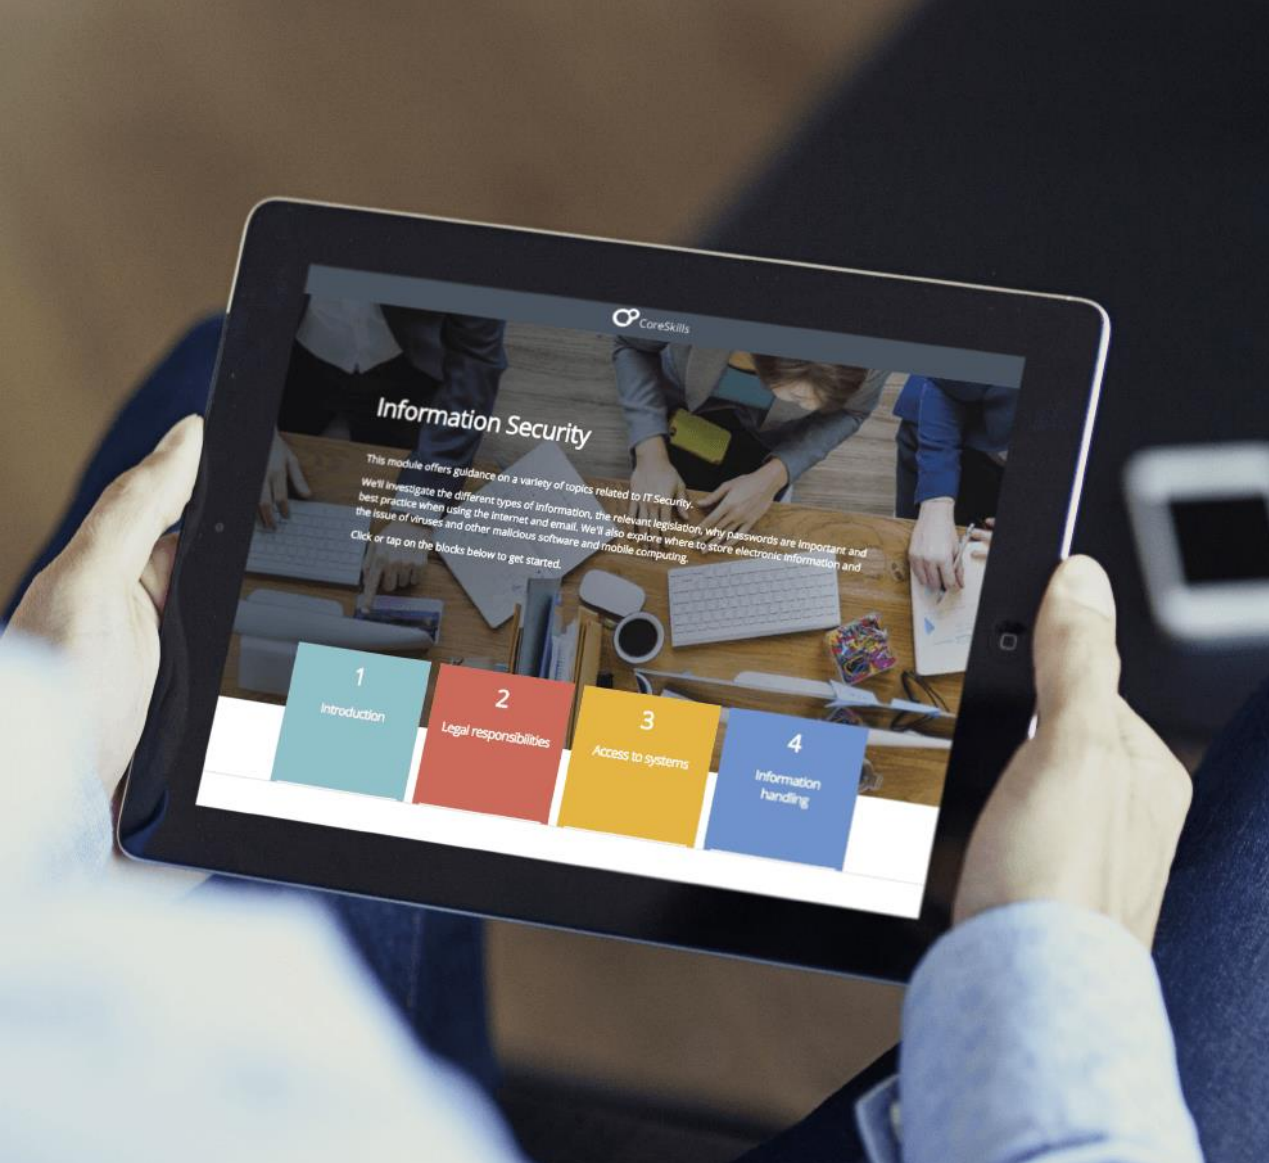 CoreSkills
Information Security
This module offers guidance on a variety of topics related to IT Security.
We'll investigate the different types of information, the relevant legislation, why passwords are important and
best practice when using the internet and email. We'll also explore where to store electronic information and
the issue of viruses and other malicious software and mobile computing.
Click or tap on the blocks below to get started.
1
Introduction
2
Legal responsibilities
3
Access to systems
4
Information
handling